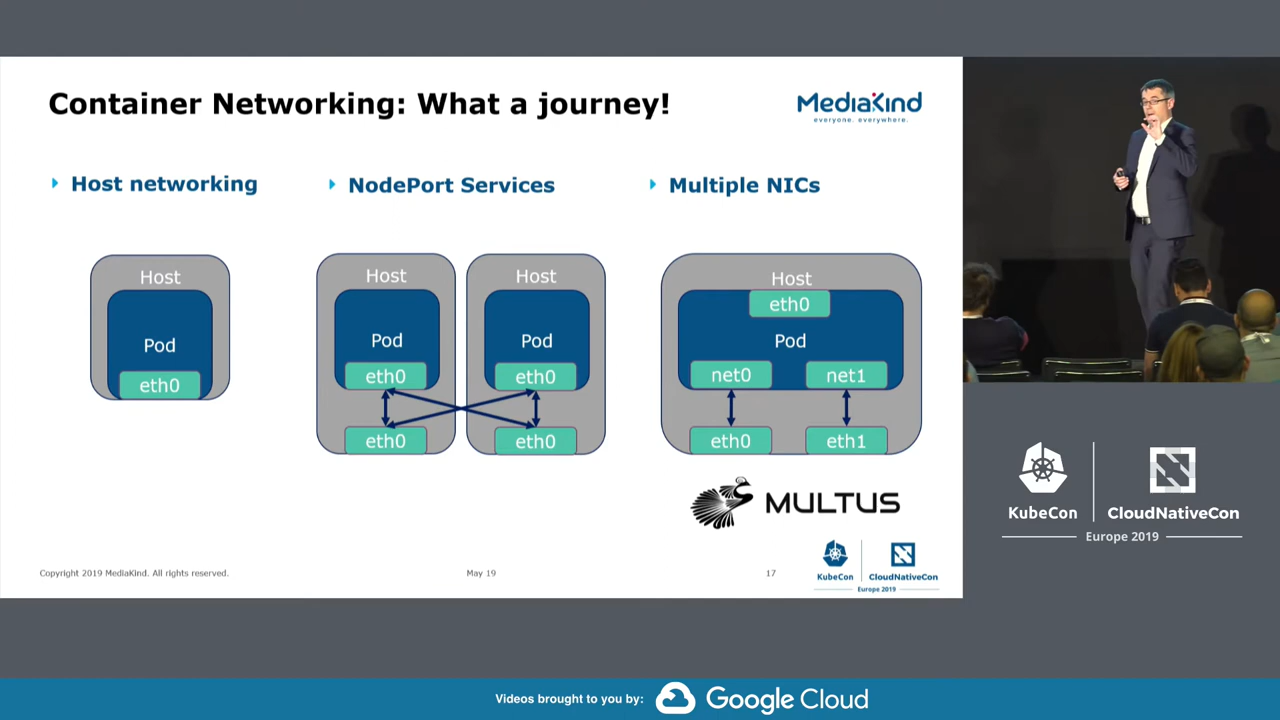 Container Networking: What a journey!
MediaKind
everyone. everywhere.
Host networking
NodePort Services
Multiple NICs
Host
Pod
eth0
Host
Pod
eth0
eth0
Host
Pod
eth0
eth0
Host
eth0
Pod
net0
net1
eth0
eth1
MULTUS
Copyright 2019 MediaKind. All rights reserved.
May 19
17
KubeCon
CloudNativeCon
Europe 2019
KubeCon
CloudNativeCon
Europe 2019
Videos brought to you by:
Google Cloud